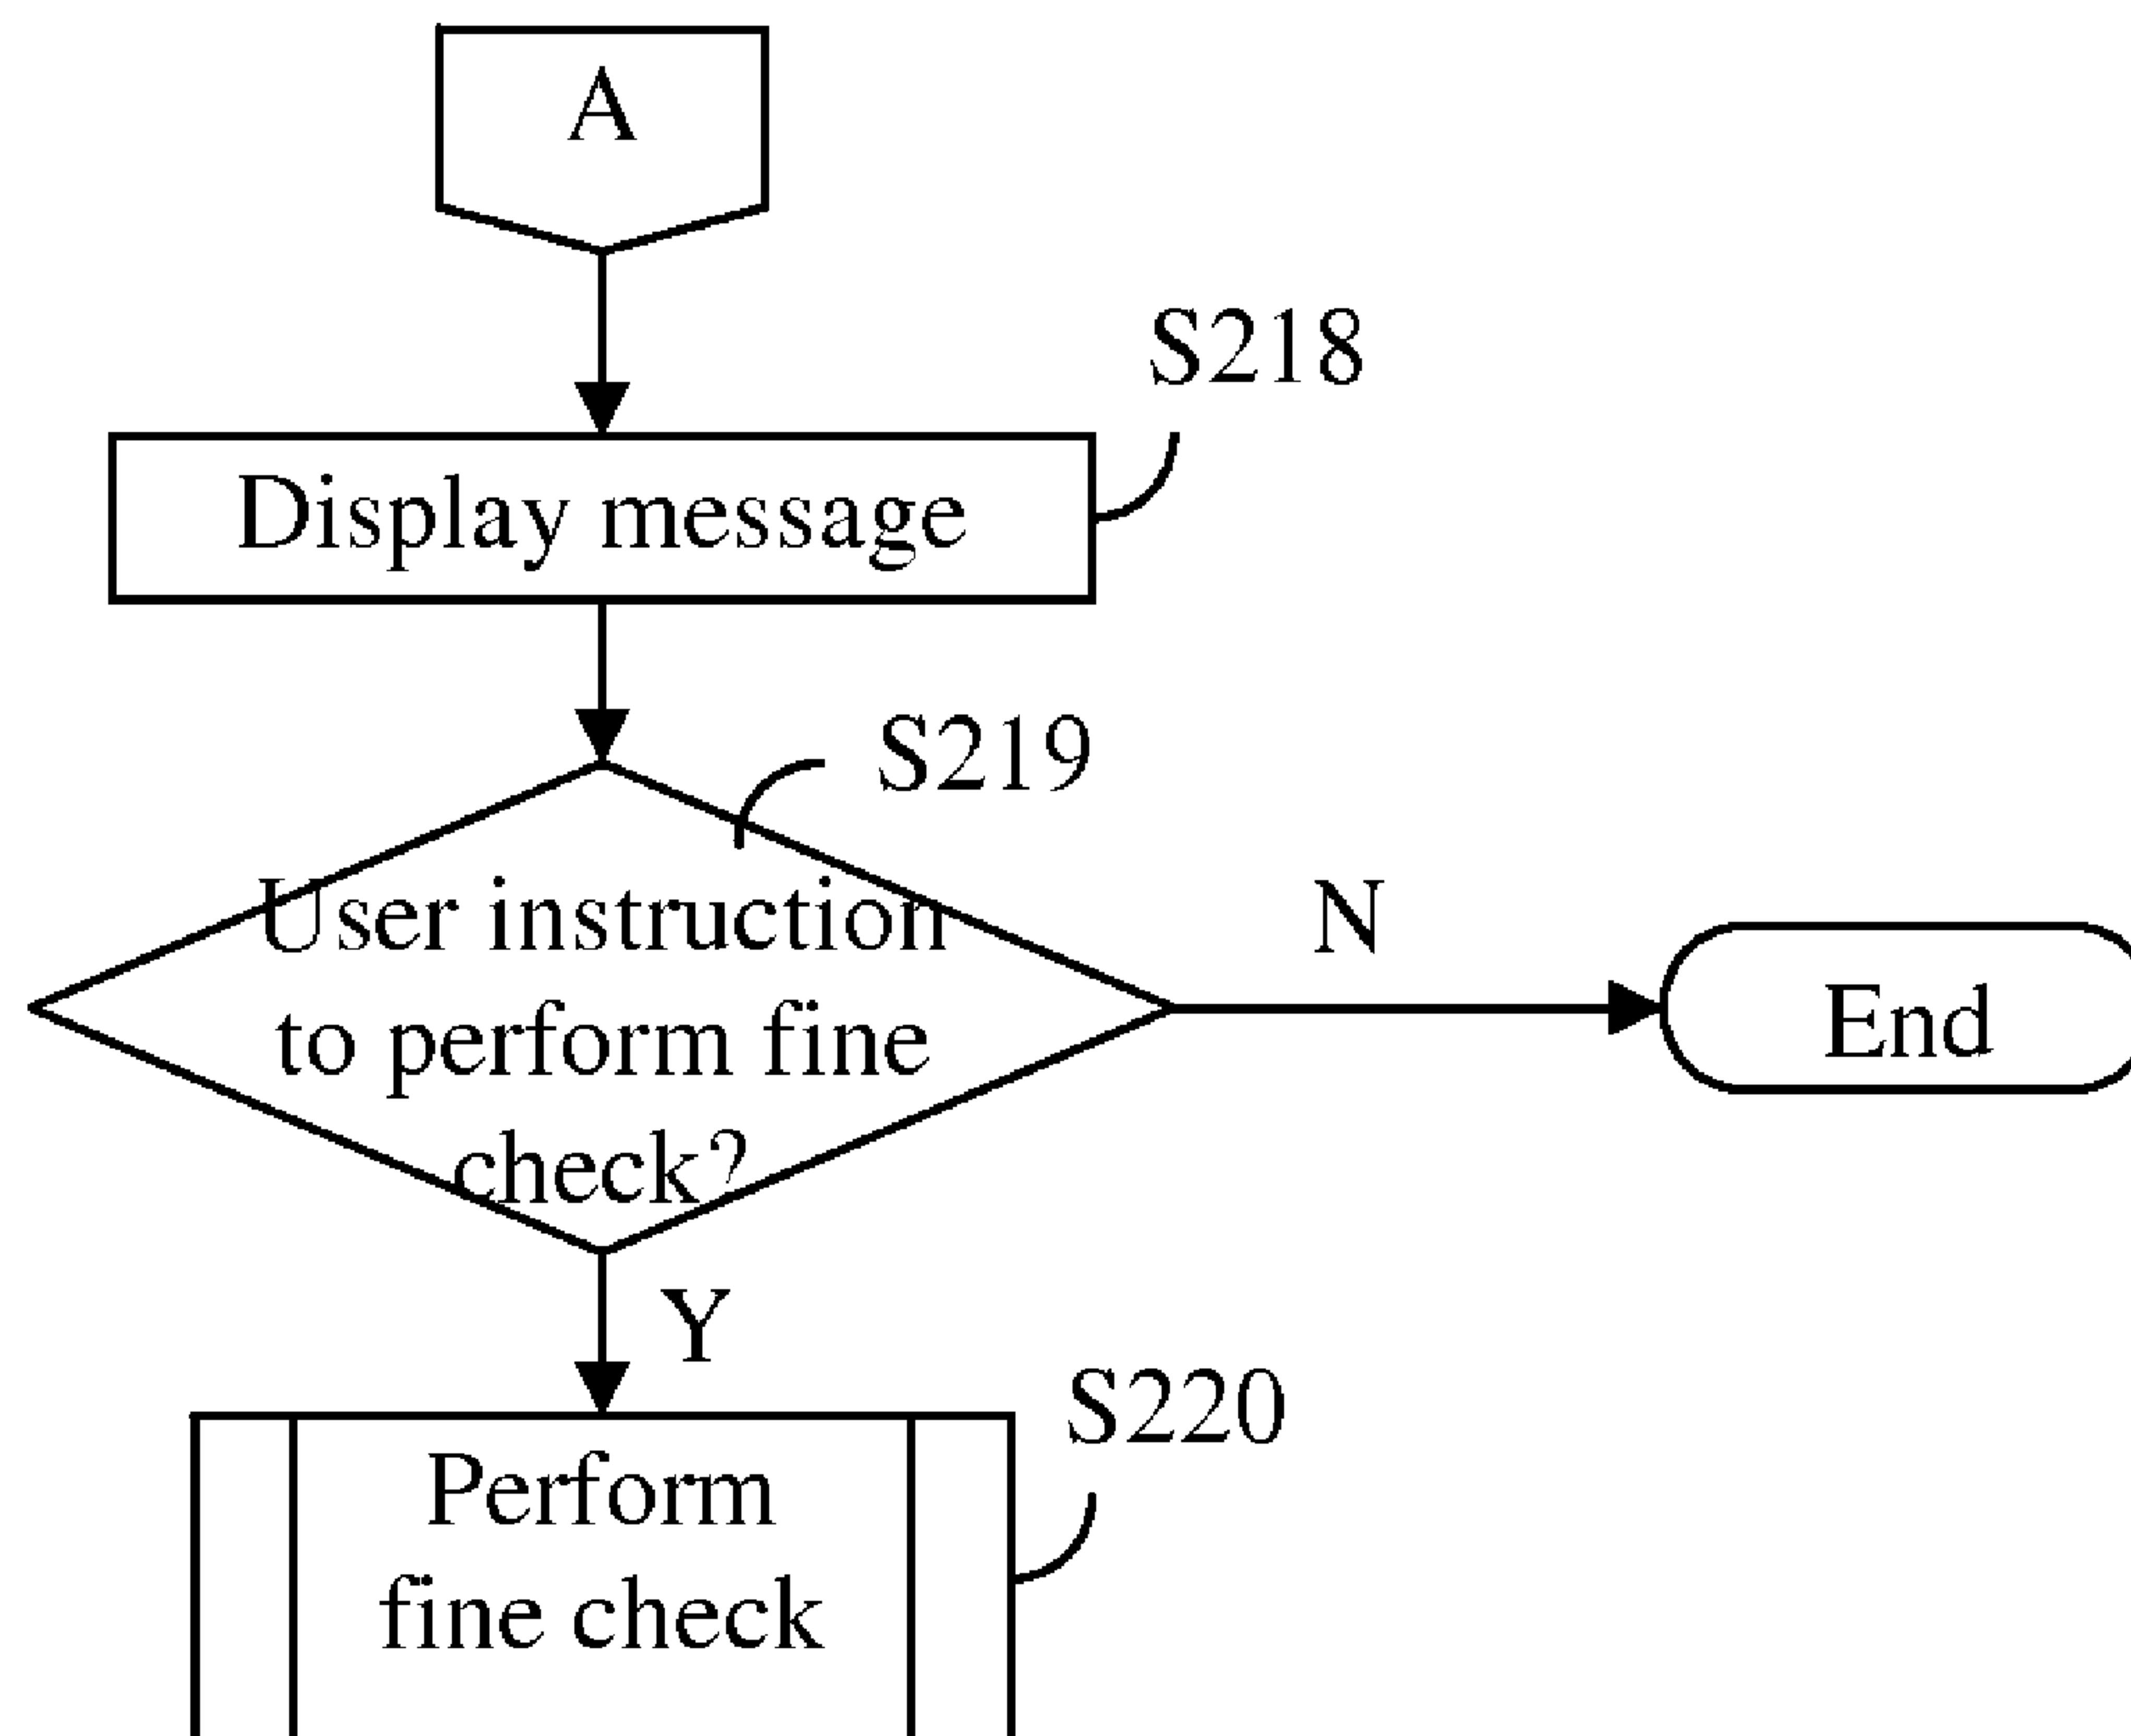 A
S218
Display message
S219
User instruction
to perform fine
check?
N
End
Y
S220
Perform
fine check